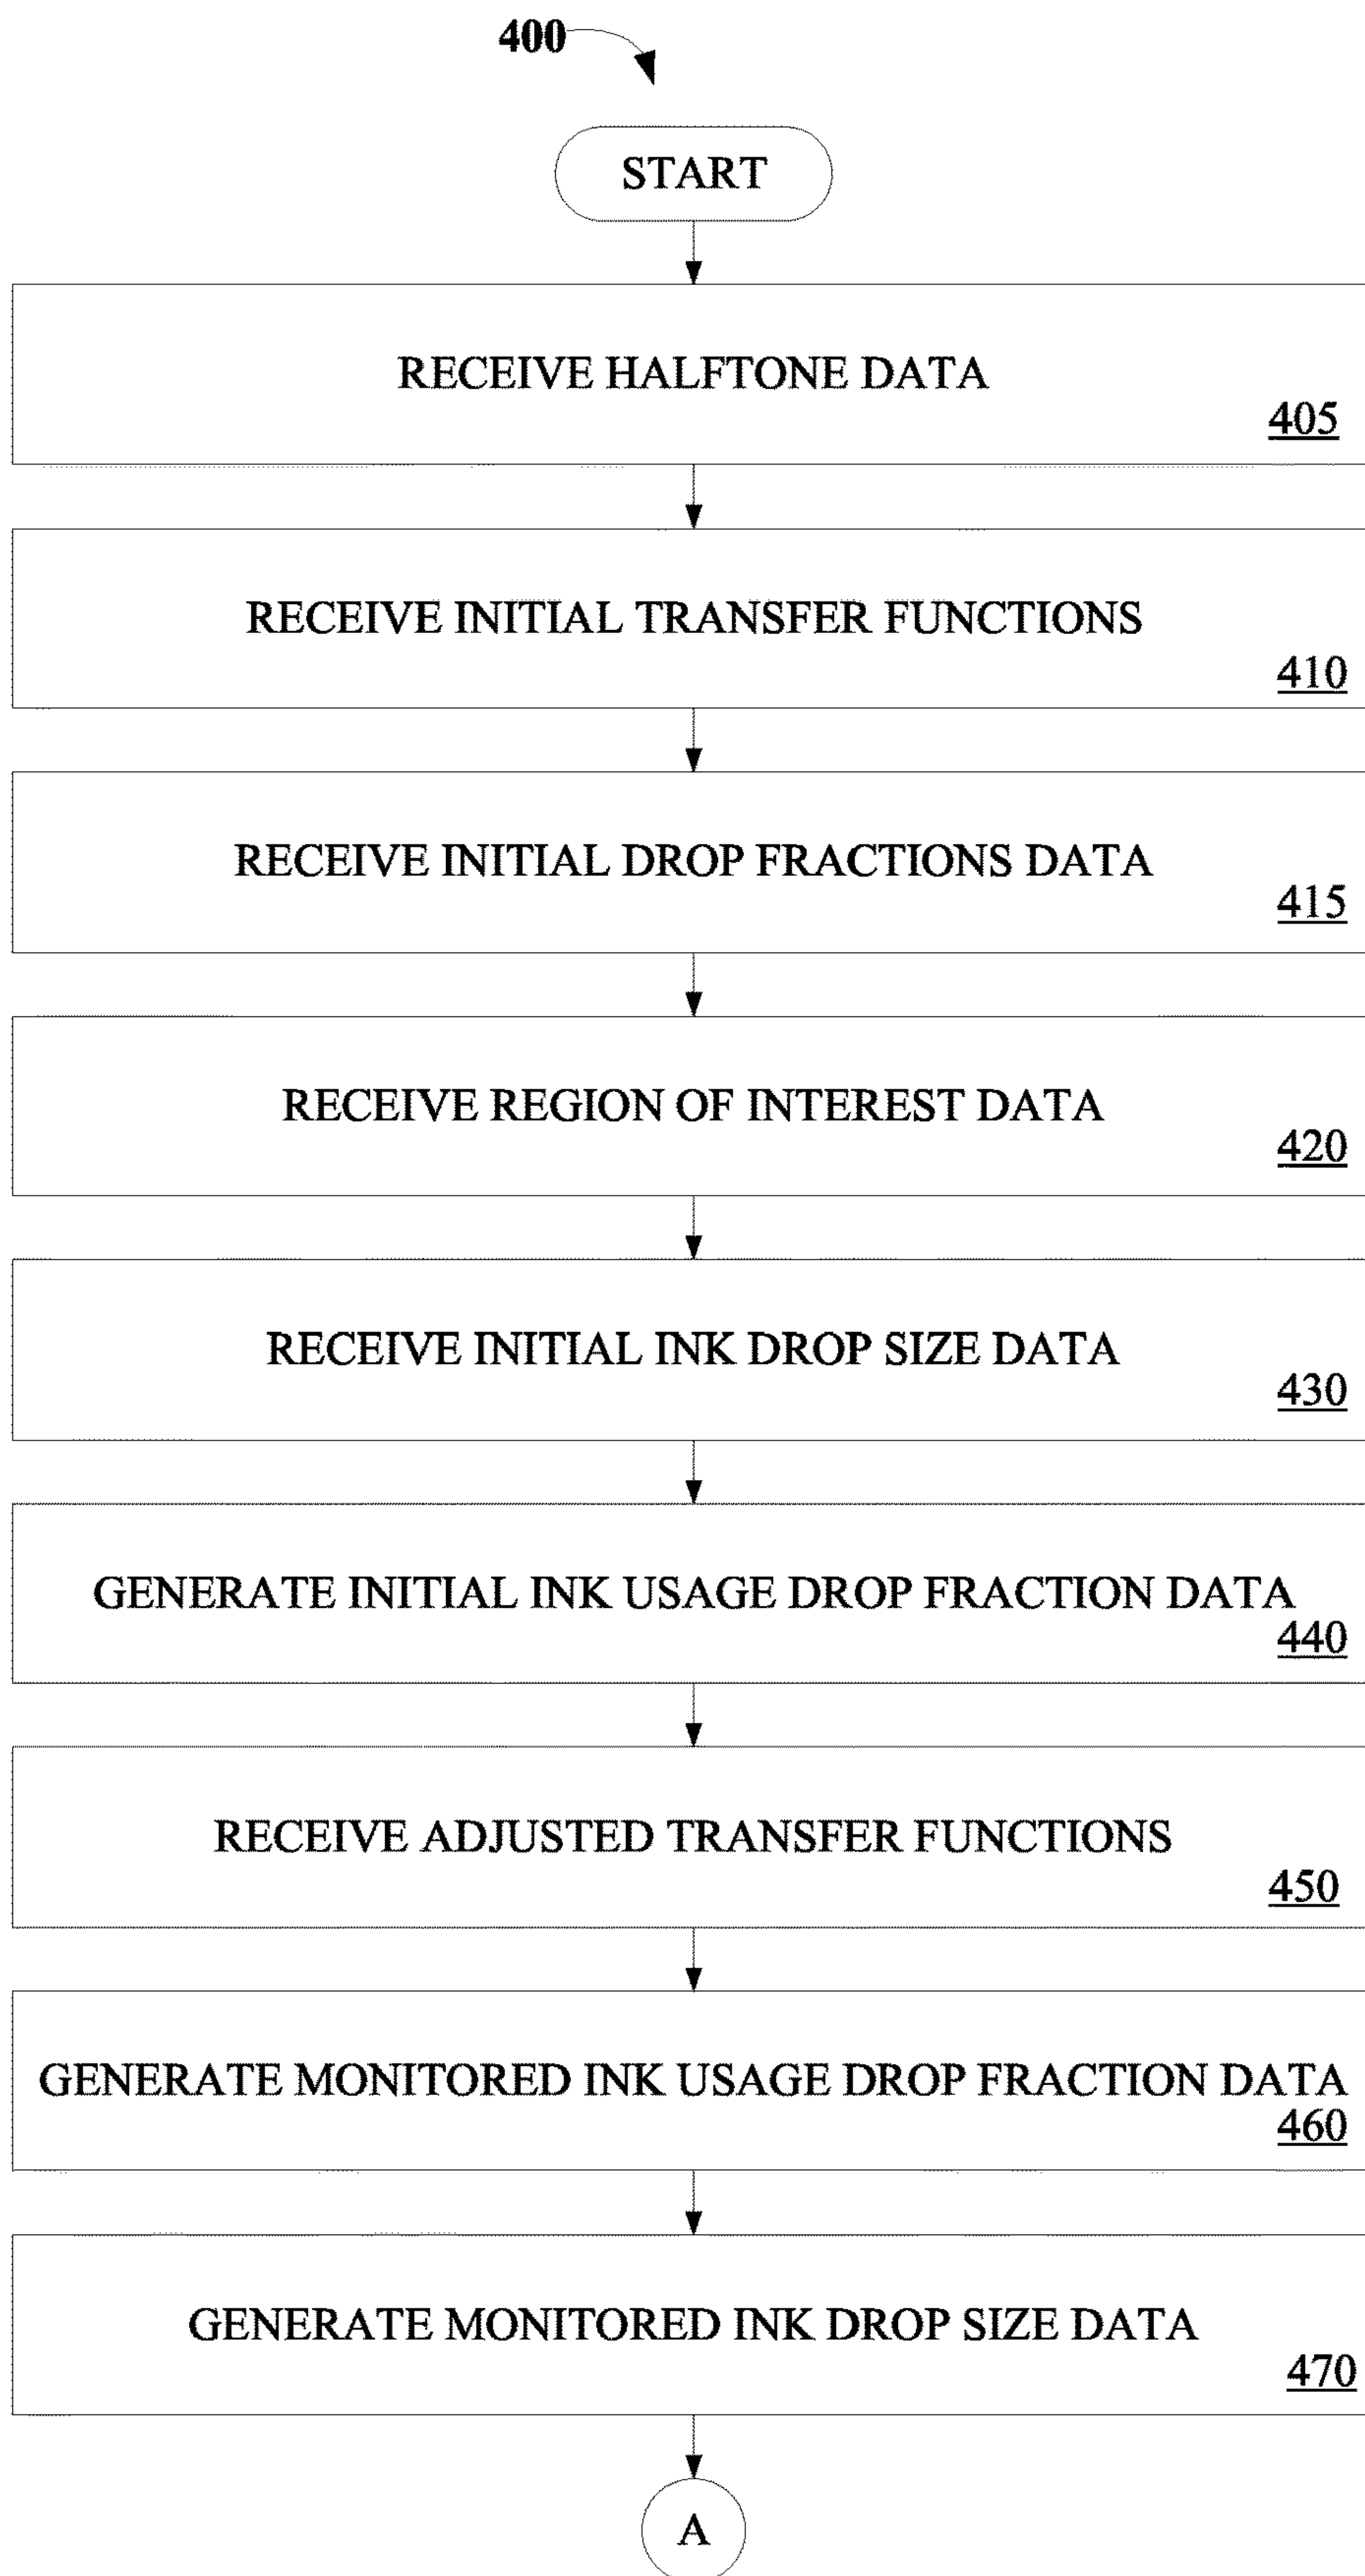 400
START
RECEIVE HALFTONE DATA
405
RECEIVE INITIAL TRANSFER FUNCTIONS
410
RECEIVE INITIAL DROP FRACTIONS DATA
415
RECEIVE REGION OF INTEREST DATA
420
RECEIVE INITIAL INK DROP SIZE DATA
430
GENERATE INITIAL INK USAGE DROP FRACTION DATA
440
RECEIVE ADJUSTED TRANSFER FUNCTIONS
450
GENERATE MONITORED INK USAGE DROP FRACTION DATA
460
GENERATE MONITORED INK DROP SIZE DATA
470
A